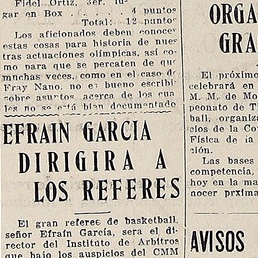 Fidel Ortiz, 3er. lu-
gar en Box . . . 4 puntos
Total: 12 puntos
Los aficionados deben conocer
estas cosas para historia de nues-
tras actuaciones olímpicas, así co-
mo para que se percaten de que
muchas veces, como en el caso de
Fray Nano, no es bueno escribir
sobre asuntos acerca de los cua-
les no se está bien documentado
EFRAIN GARCIA
DIRIGIRA A
LOS REFERES
El gran referee de basketball,
señor Efraín García, será el di-
rector del Instituto de Arbitros
que bajo los auspicios del CMM
ORGA
GRA
El próximo
celebrará en
M. M. de Mo
peonato de T
ball, organiz
dios de la Co
Física de la
ción.
Las bases
competencia,
hoy en la ma
nocer próxim
AVISOS